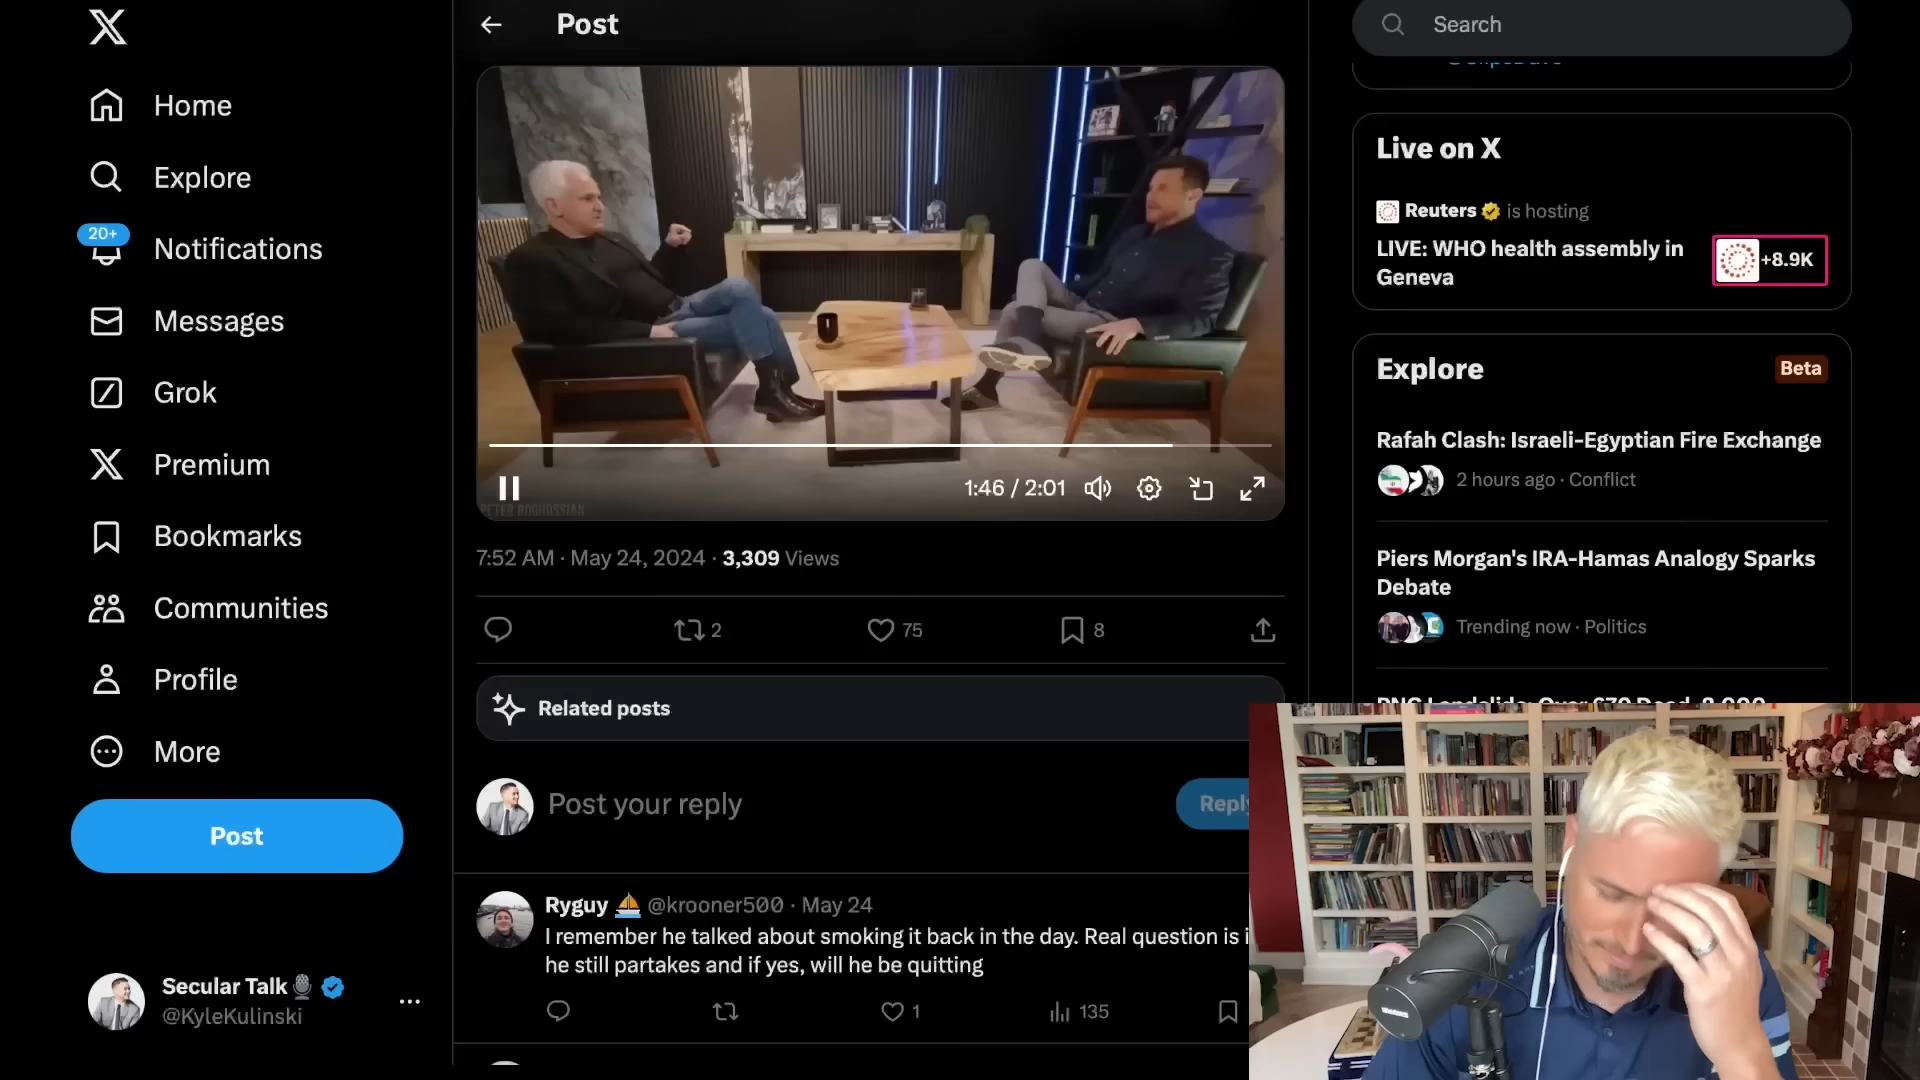 Home
Explore
20+
Notifications
Messages
Grok
Premium
Bookmarks
Communities
Profile
More
Post
Secular Talk
@KyleKulinski
Post
1:46 / 2:01
PETER BOGHOSSIAN
7:52 AM · May 24, 2024 · 3,309 Views
2
75
8
Related posts
Post your reply
Reply
Ryguy @krooner500 · May 24
I remember he talked about smoking it back in the day. Real question is
he still partakes and if yes, will he be quitting
1
135
Search
Live on X
Reuters is hosting
LIVE: WHO health assembly in
Geneva
+8.9K
Explore
Beta
Rafah Clash: Israeli-Egyptian Fire Exchange
2 hours ago · Conflict
Piers Morgan's IRA-Hamas Analogy Sparks
Debate
Trending now · Politics